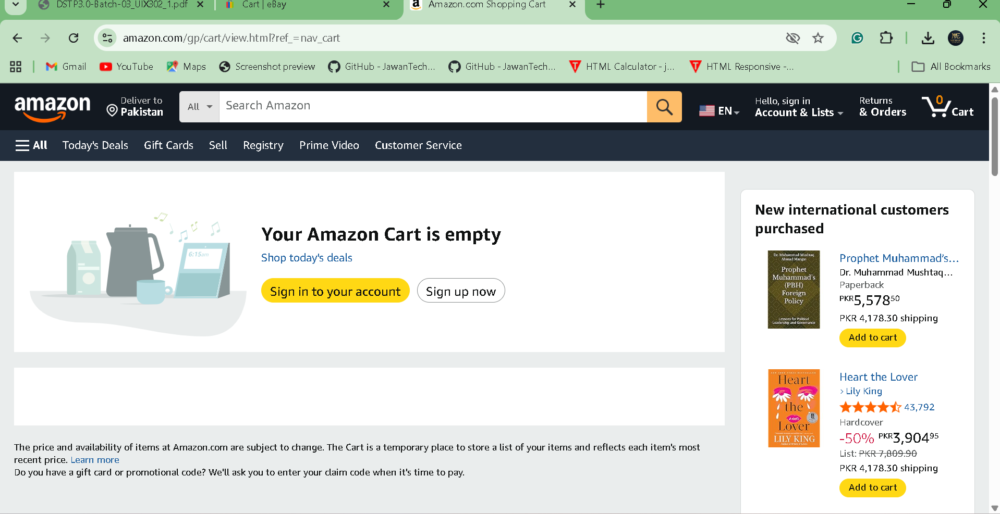 DSTP3.0-Batch-03_UIX302_1.pdf
Cart | eBay
Amazon.com Shopping Cart
amazon.com/gp/cart/view.html?ref_=nav_cart
Gmail
YouTube
Maps
Screenshot preview
GitHub - JawanTech...
GitHub - JawanTech...
HTML Calculator - j...
HTML Responsive -...
All Bookmarks
amazon
Deliver to
Pakistan
All
Search Amazon
EN
Hello, sign in
Account & Lists
Returns
& Orders
0
Cart
All
Today's Deals
Gift Cards
Sell
Registry
Prime Video
Customer Service
6:15am
Your Amazon Cart is empty
Shop today's deals
Sign in to your account
Sign up now
The price and availability of items at Amazon.com are subject to change. The Cart is a temporary place to store a list of your items and reflects each item's most
recent price. Learn more
Do you have a gift card or promotional code? We'll ask you to enter your claim code when it's time to pay.
New international customers
purchased
Dr. Muhammad Mushtaq
Ahmad Mangat
Prophet
Muhammad's
(PBH)
Foreign
Policy
Lessons for Political
Leadership and Governance
Prophet Muhammad's...
Dr. Muhammad Mushtaq...
Paperback
PKR5,57850
PKR 4,178.30 shipping
Add to cart
Heart
the
Lover
LILY KING
Heart the Lover
› Lily King
43,792
Hardcover
-50% PKR3,90495
List: PKR 7,809.90
PKR 4,178.30 shipping
Add to cart